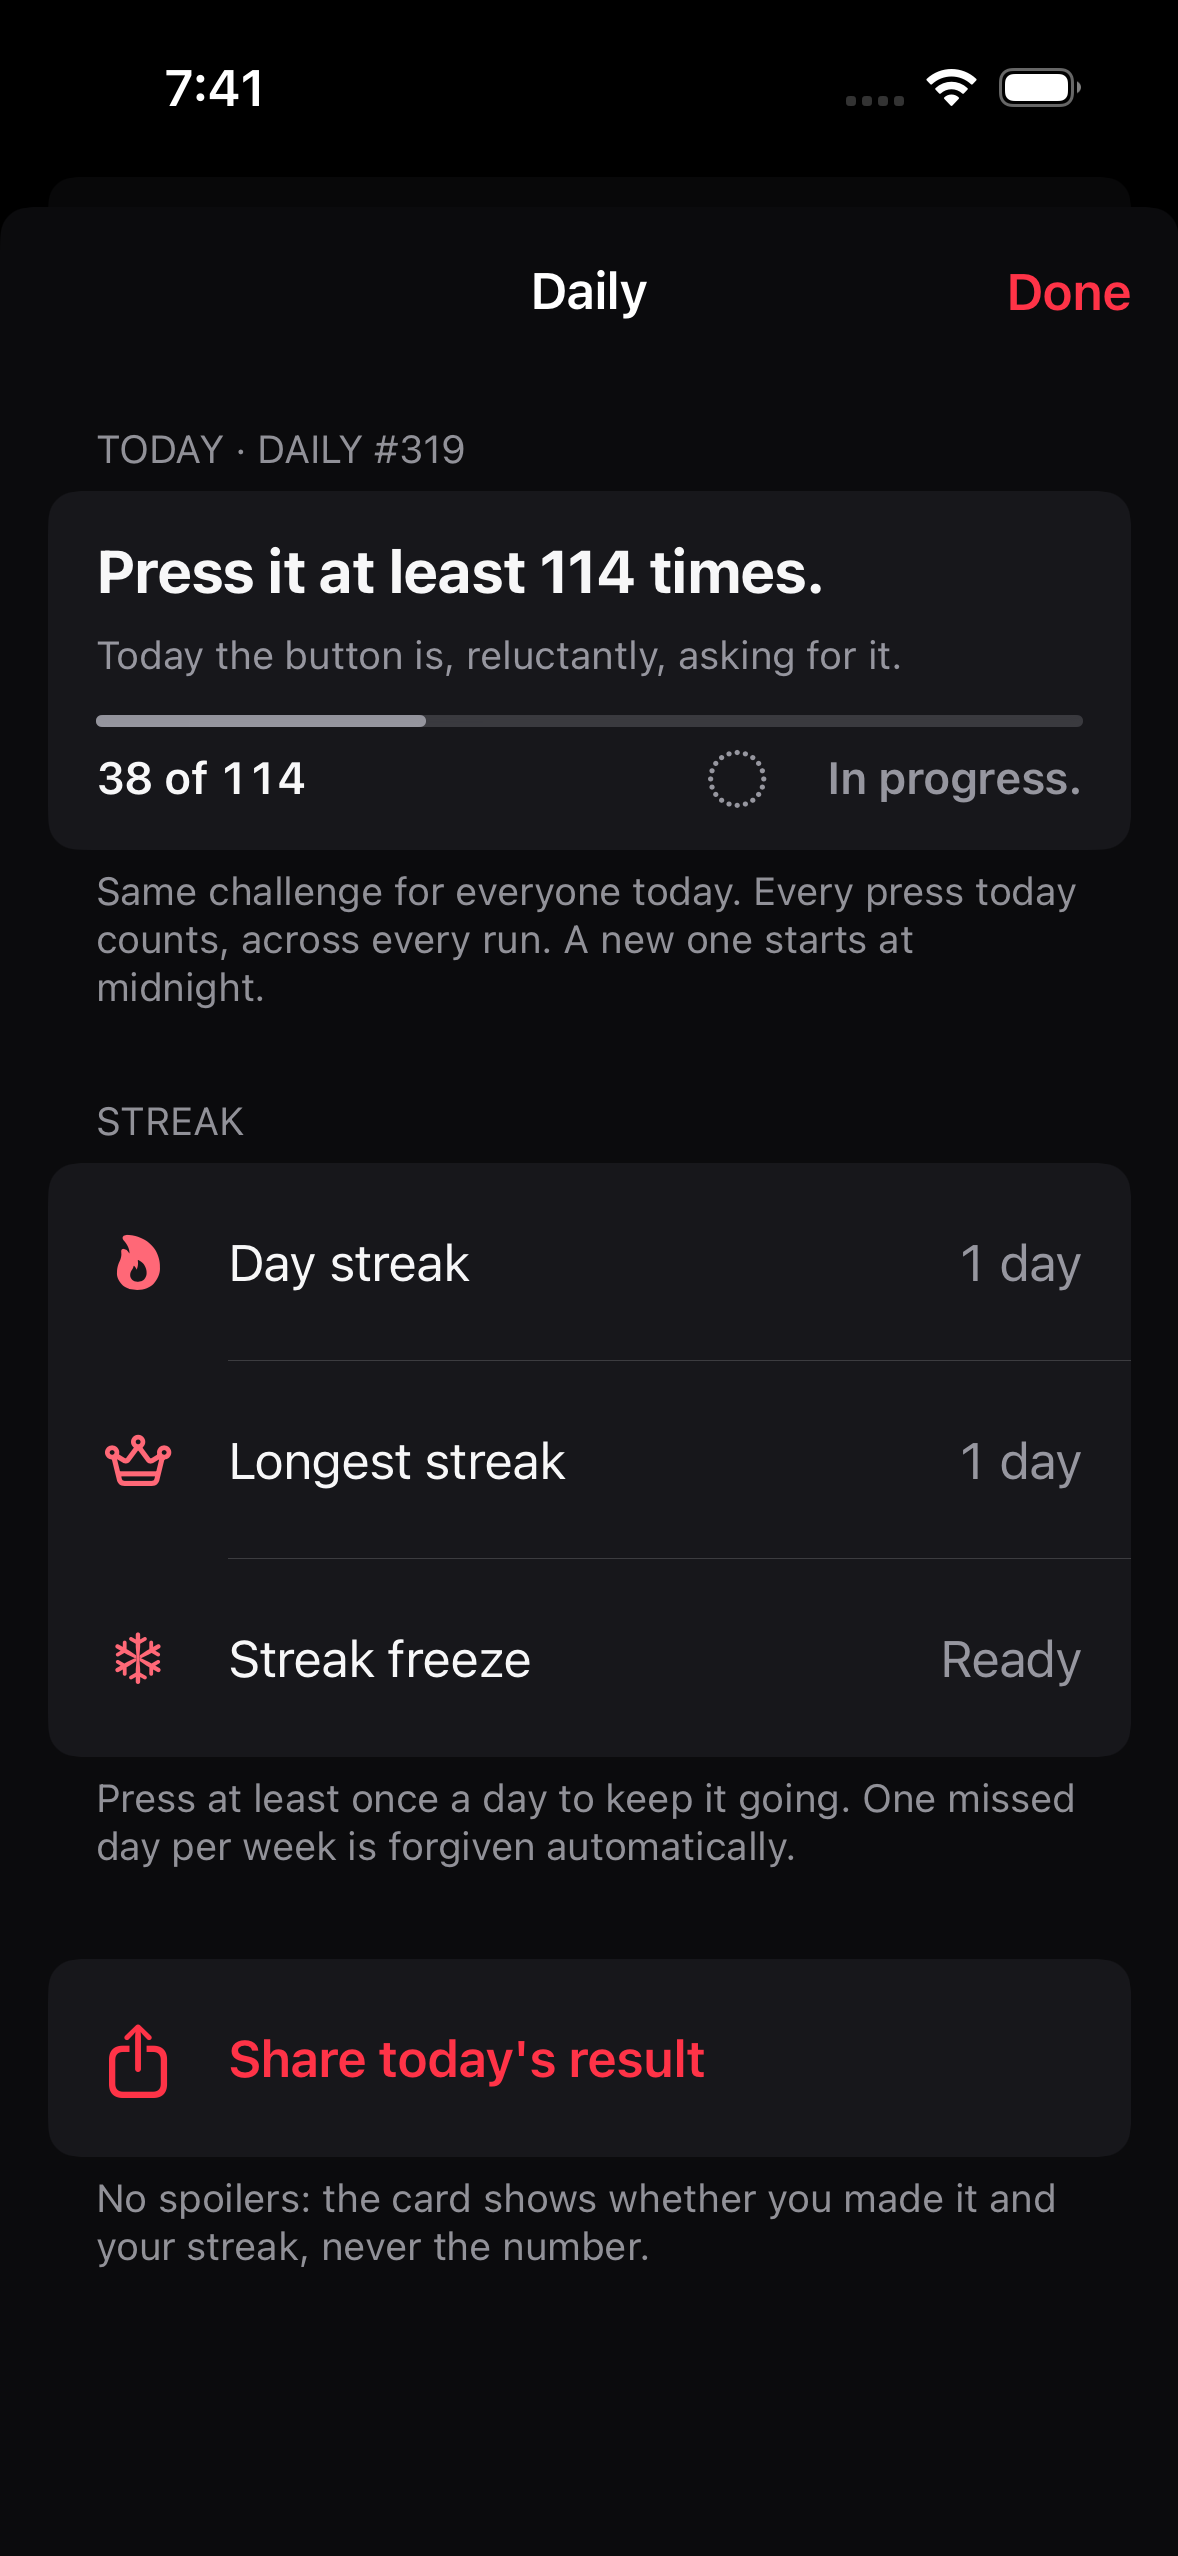 7:41
Daily
Done
TODAY · DAILY #319
Press it at least 114 times.
Today the button is, reluctantly, asking for it.
38 of 114
In progress.
Same challenge for everyone today. Every press today
counts, across every run. A new one starts at
midnight.
STREAK
Day streak
1 day
Longest streak
1 day
Streak freeze
Ready
Press at least once a day to keep it going. One missed
day per week is forgiven automatically.
Share today's result
No spoilers: the card shows whether you made it and
your streak, never the number.